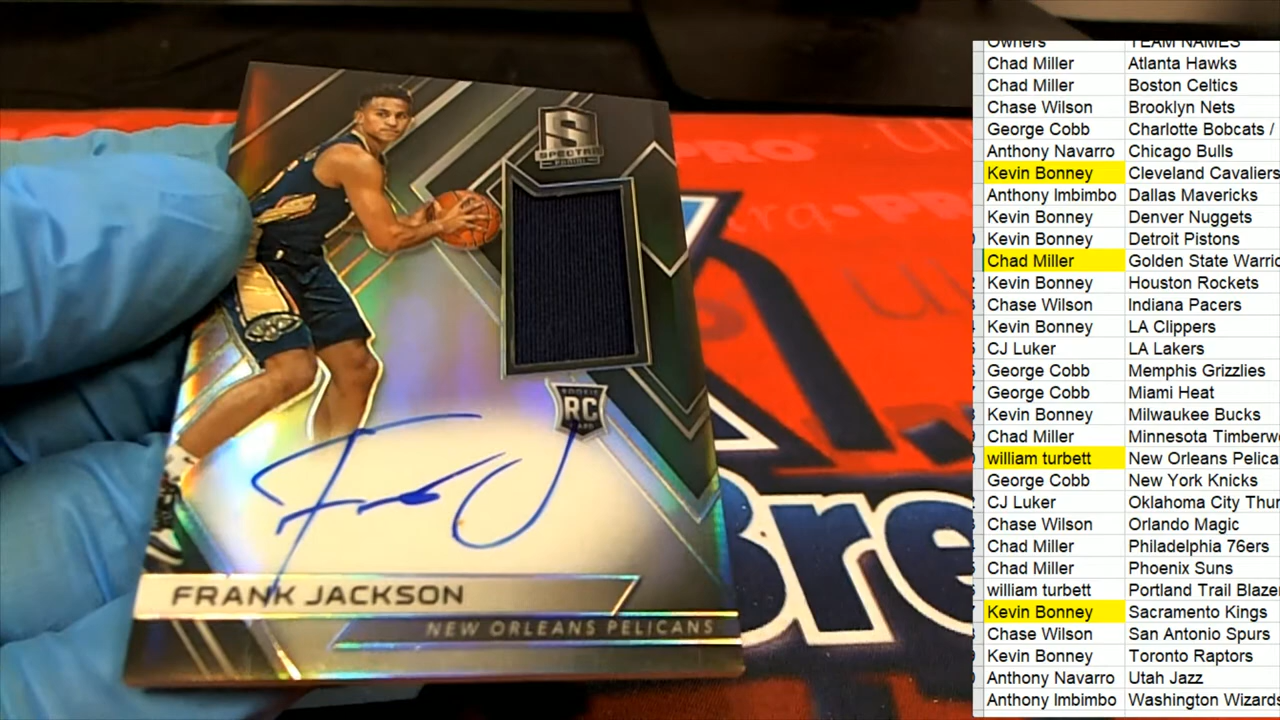 SPECTRA
PANINI
ROOKIE
RC
CARD
FRANK JACKSON
NEW ORLEANS PELICANS
PRO
Bre
Owners TEAM NAMES
Chad Miller Atlanta Hawks
Chad Miller Boston Celtics
Chase Wilson Brooklyn Nets
George Cobb Charlotte Bobcats /
Anthony Navarro Chicago Bulls
Kevin Bonney Cleveland Cavaliers
Anthony Imbimbo Dallas Mavericks
Kevin Bonney Denver Nuggets
Kevin Bonney Detroit Pistons
Chad Miller Golden State Warrio
Kevin Bonney Houston Rockets
Chase Wilson Indiana Pacers
Kevin Bonney LA Clippers
CJ Luker LA Lakers
George Cobb Memphis Grizzlies
George Cobb Miami Heat
Kevin Bonney Milwaukee Bucks
Chad Miller Minnesota Timberw
william turbett New Orleans Pelica
George Cobb New York Knicks
CJ Luker Oklahoma City Thun
Chase Wilson Orlando Magic
Chad Miller Philadelphia 76ers
Chad Miller Phoenix Suns
william turbett Portland Trail Blaze
Kevin Bonney Sacramento Kings
Chase Wilson San Antonio Spurs
Kevin Bonney Toronto Raptors
Anthony Navarro Utah Jazz
Anthony Imbimbo Washington Wizards